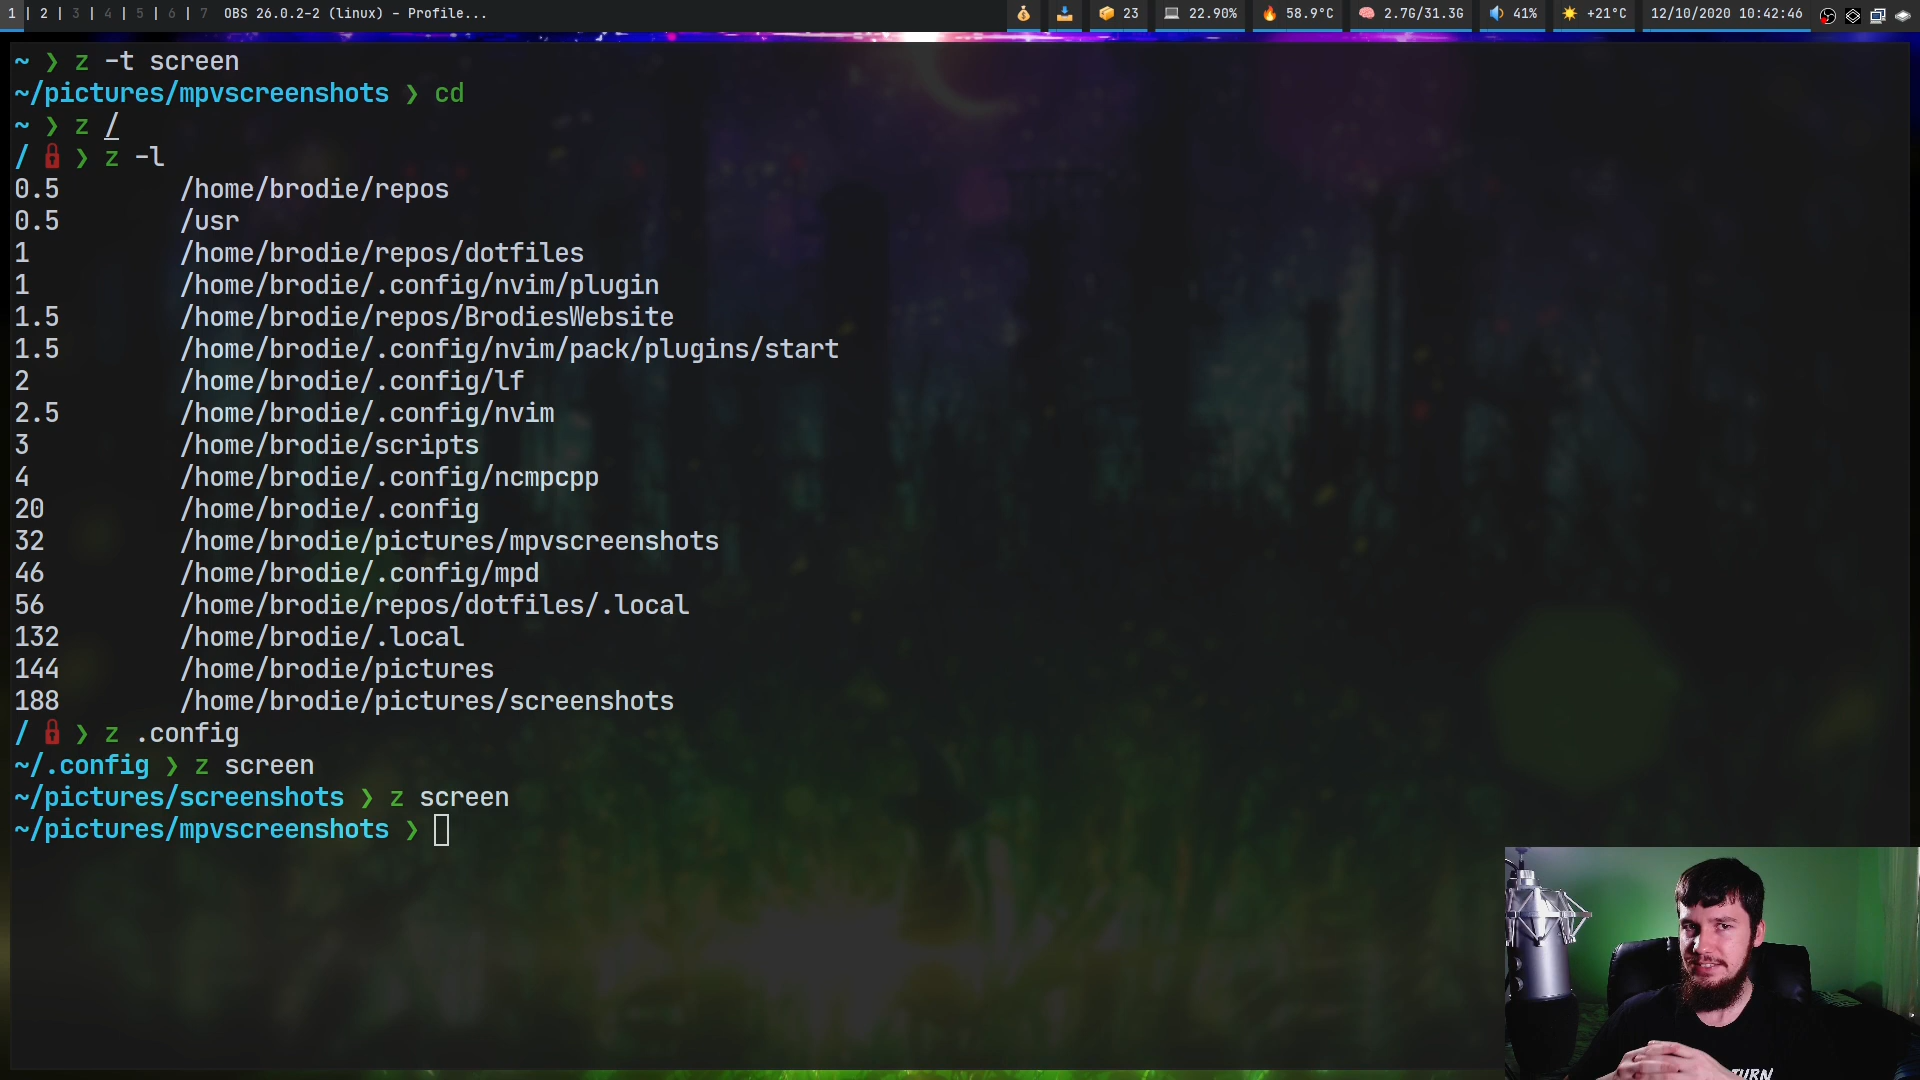 1 | 2 | 3 | 4 | 5 | 6 | 7 OBS 26.0.2-2 (linux) - Profile... 23 22.90% 58.9°C 2.7G/31.3G 41% +21°C 12/10/2020 10:42:46
~ ❯ z -t screen
~/pictures/mpvscreenshots ❯ cd
~ ❯ z /
/ ❯ z -l
0.5 /home/brodie/repos
0.5 /usr
1 /home/brodie/repos/dotfiles
1 /home/brodie/.config/nvim/plugin
1.5 /home/brodie/repos/BrodiesWebsite
1.5 /home/brodie/.config/nvim/pack/plugins/start
2 /home/brodie/.config/lf
2.5 /home/brodie/.config/nvim
3 /home/brodie/scripts
4 /home/brodie/.config/ncmpcpp
20 /home/brodie/.config
32 /home/brodie/pictures/mpvscreenshots
46 /home/brodie/.config/mpd
56 /home/brodie/repos/dotfiles/.local
132 /home/brodie/.local
144 /home/brodie/pictures
188 /home/brodie/pictures/screenshots
/ ❯ z .config
~/.config ❯ z screen
~/pictures/screenshots ❯ z screen
~/pictures/mpvscreenshots ❯